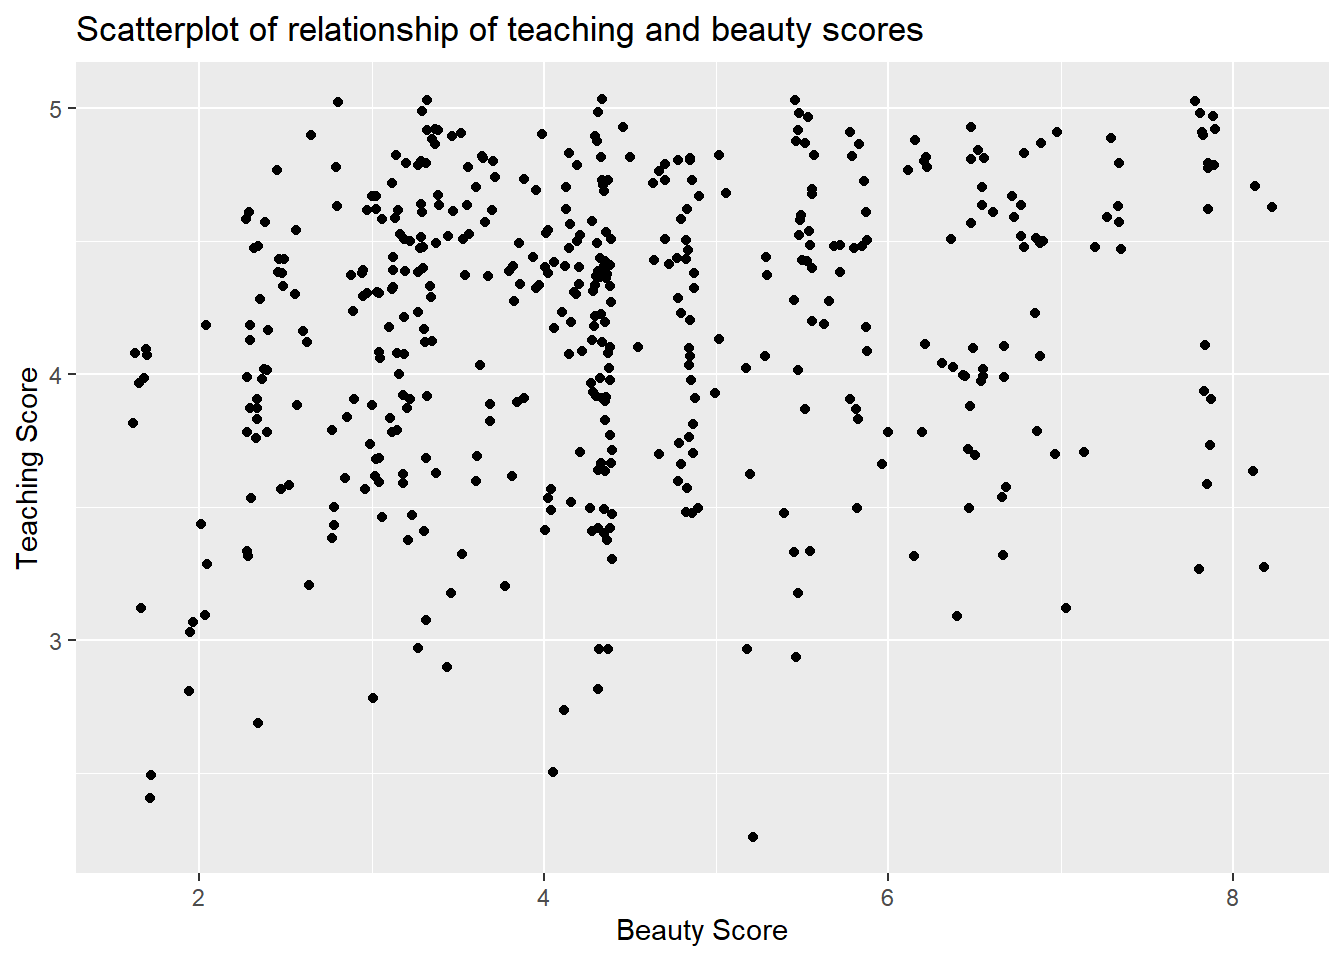 Scatterplot of relationship of teaching and beauty scores
5
4
3
Teaching Score
2 4 6 8
Beauty Score